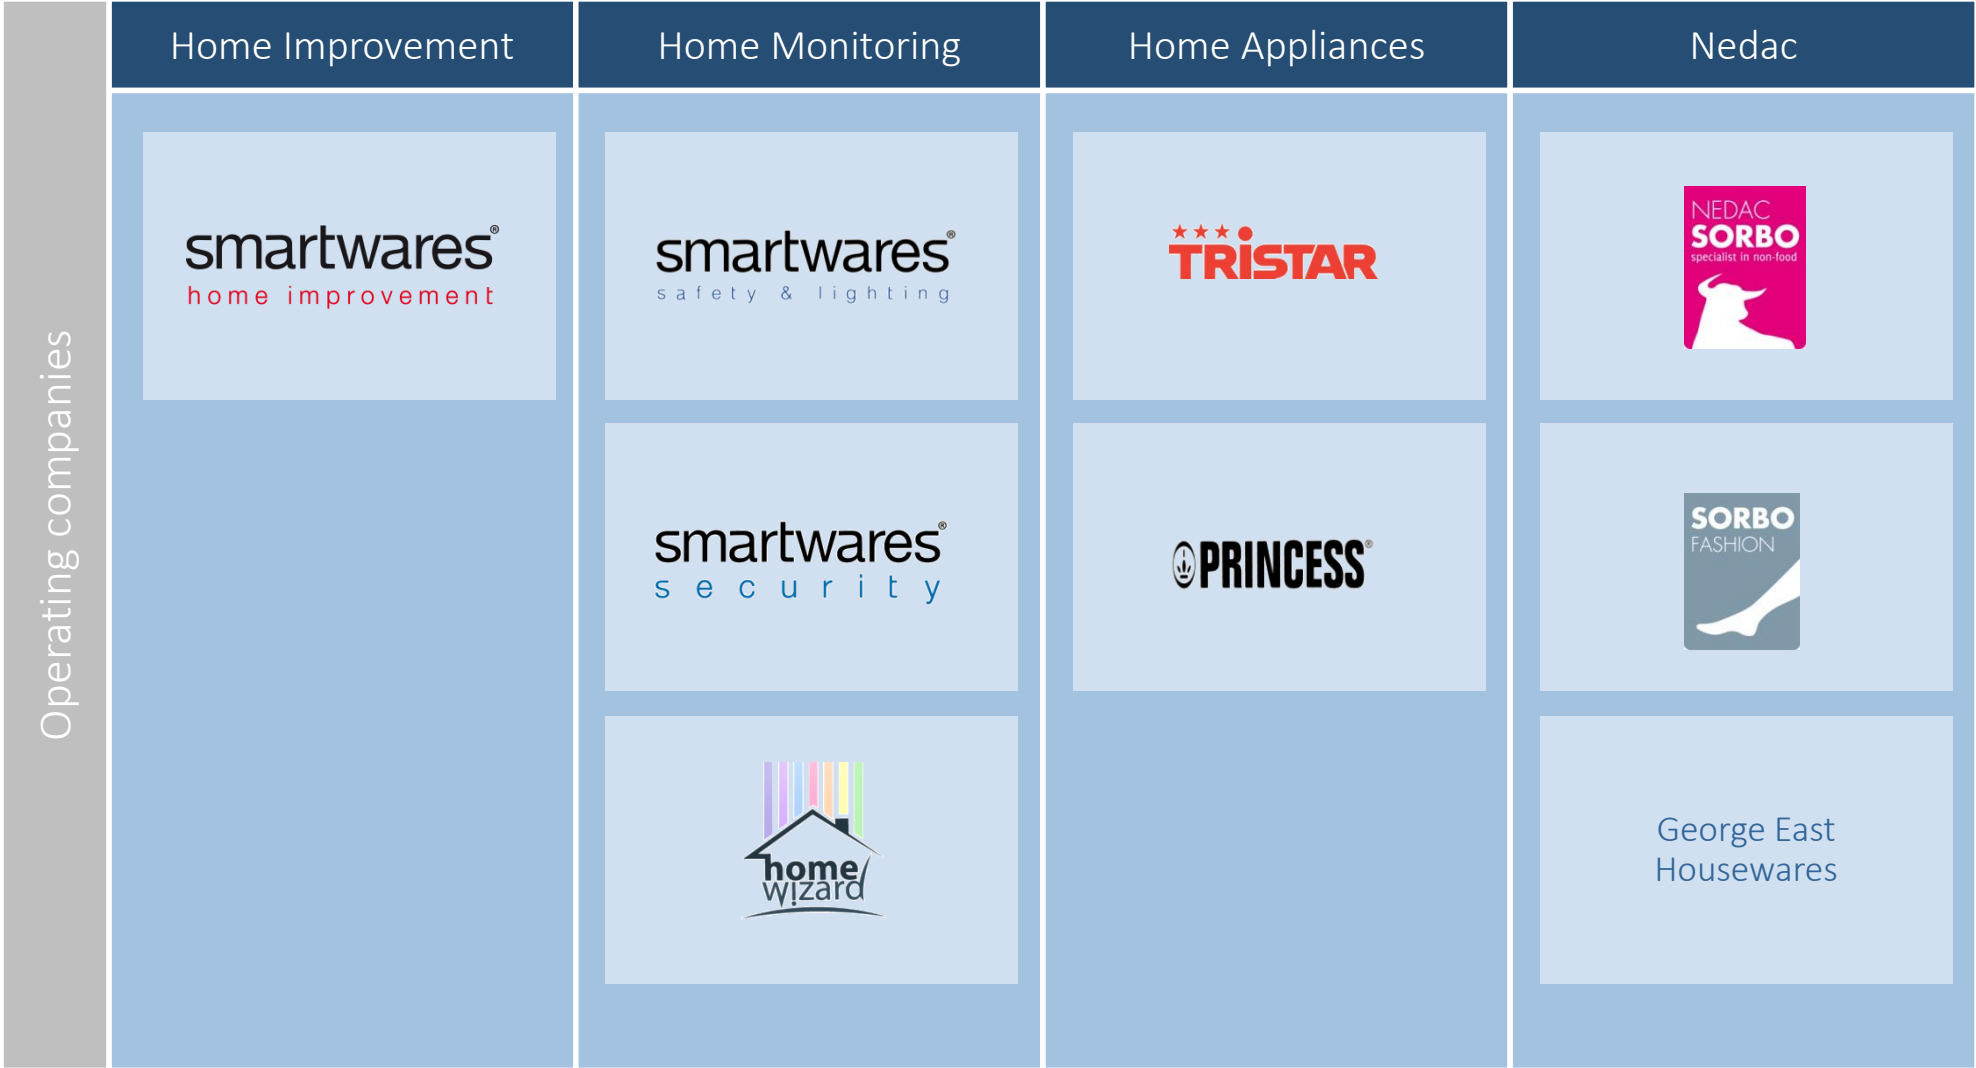 Operating companies
Home Improvement
smartwares®
home improvement
Home Monitoring
smartwares®
safety & lighting
smartwares®
security
home
wizard
Home Appliances
TRISTAR
PRINCESS®
Nedac
NEDAC
SORBO
specialist in non-food
SORBO
FASHION
George East
Housewares